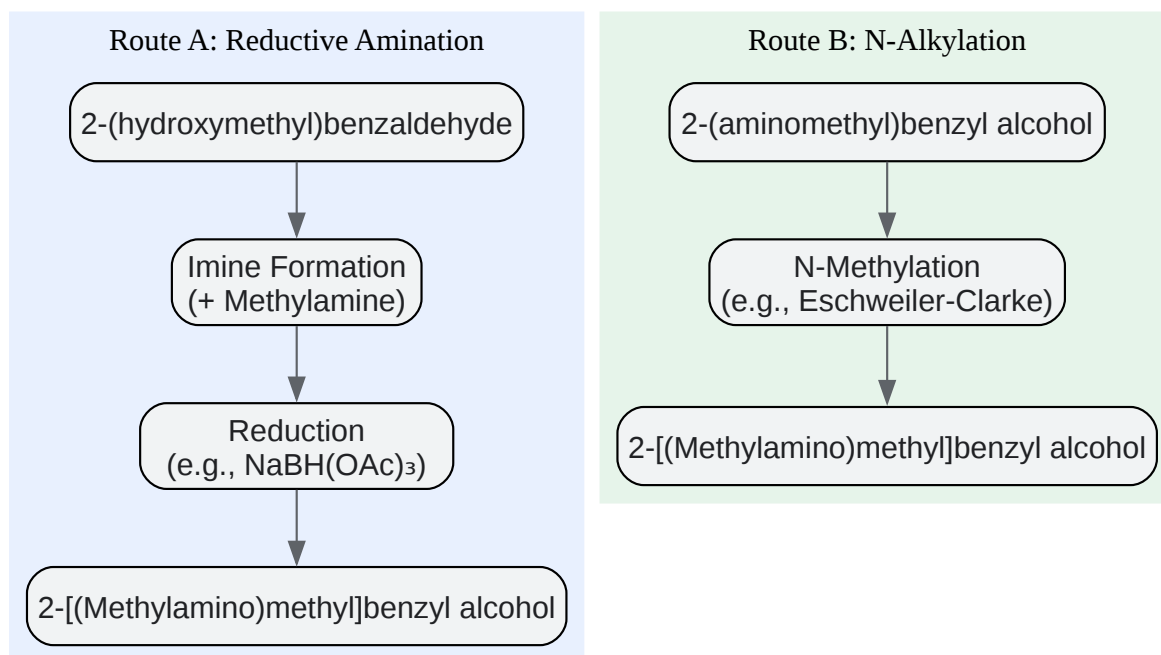 Route A: Reductive Amination
2-(hydroxymethyl)benzaldehyde
Imine Formation
(+ Methylamine)
Reduction
(e.g., NaBH(OAc)₃)
2-[(Methylamino)methyl]benzyl alcohol
Route B: N-Alkylation
2-(aminomethyl)benzyl alcohol
N-Methylation
(e.g., Eschweiler-Clarke)
2-[(Methylamino)methyl]benzyl alcohol